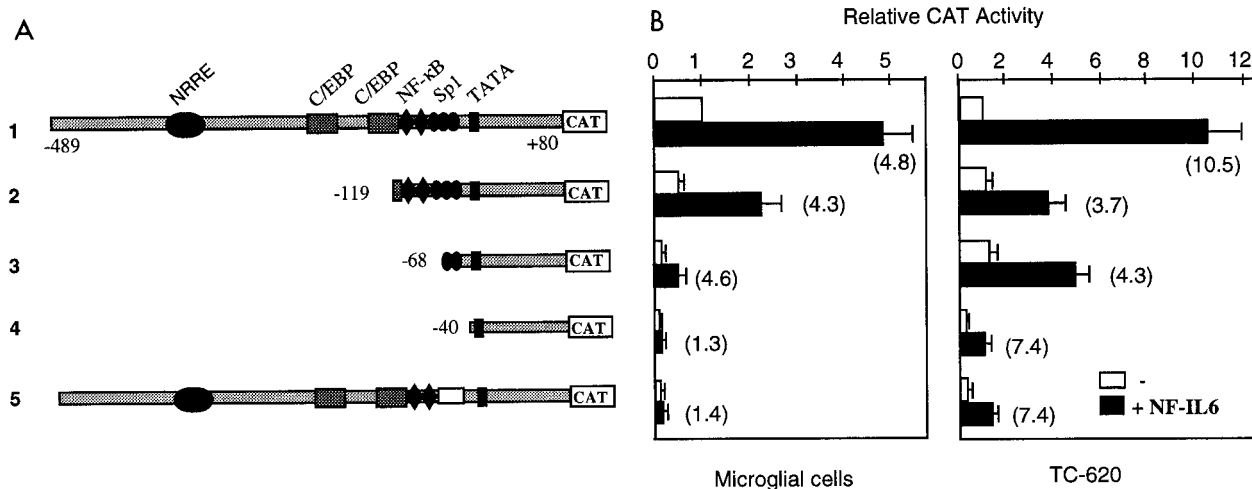 A
NRRE C/EBP C/EBP NF-κB Sp1 TATA
1 CAT
-489 +80
2 -119 CAT
3 -68 CAT
4 -40 CAT
5 CAT
B
Relative CAT Activity
0 1 2 3 4 5
(4.8)
(4.3)
(4.6)
(1.3)
(1.4)
Microglial cells
0 2 4 6 8 10 12
(10.5)
(3.7)
(4.3)
(7.4)
(7.4)
-
+ NF-IL6
TC-620